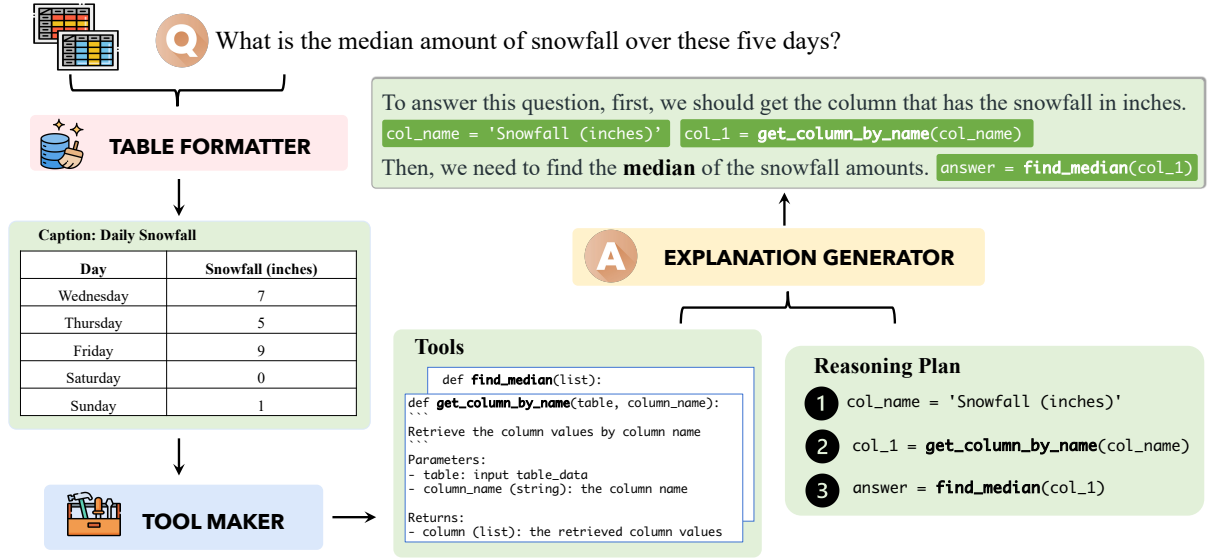 Q What is the median amount of snowfall over these five days?
TABLE FORMATTER
Caption: Daily Snowfall
Day Snowfall (inches)
Wednesday 7
Thursday 5
Friday 9
Saturday 0
Sunday 1
TOOL MAKER
Tools
def find_median(list):
def get_column_by_name(table, column_name):
```
Retrieve the column values by column name
```
Parameters:
- table: input table_data
- column_name (string): the column name
Returns:
- column (list): the retrieved column values
Reasoning Plan
1 col_name = 'Snowfall (inches)'
2 col_1 = get_column_by_name(col_name)
3 answer = find_median(col_1)
A EXPLANATION GENERATOR
To answer this question, first, we should get the column that has the snowfall in inches.
col_name = 'Snowfall (inches)’ col_1 = get_column_by_name(col_name)
Then, we need to find the median of the snowfall amounts. answer = find_median(col_1)